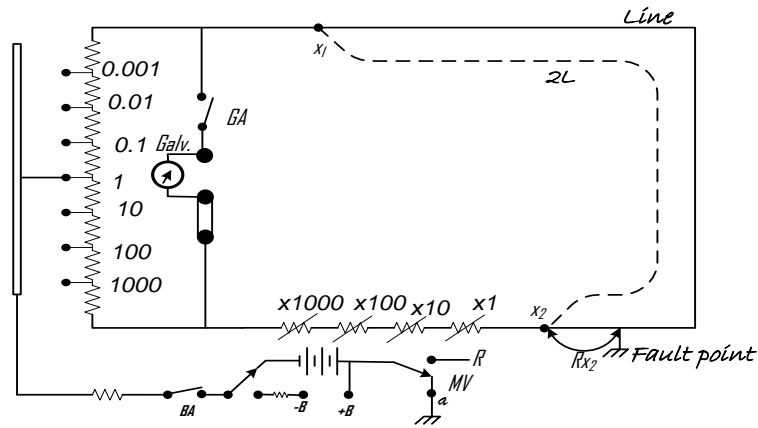 Line
x1
2L
0.001
0.01
0.1
1
10
100
1000
GA
Galv.
x1000
x100
x10
x1
x2
Rx2
Fault point
R
MV
a
BA
-B
+B